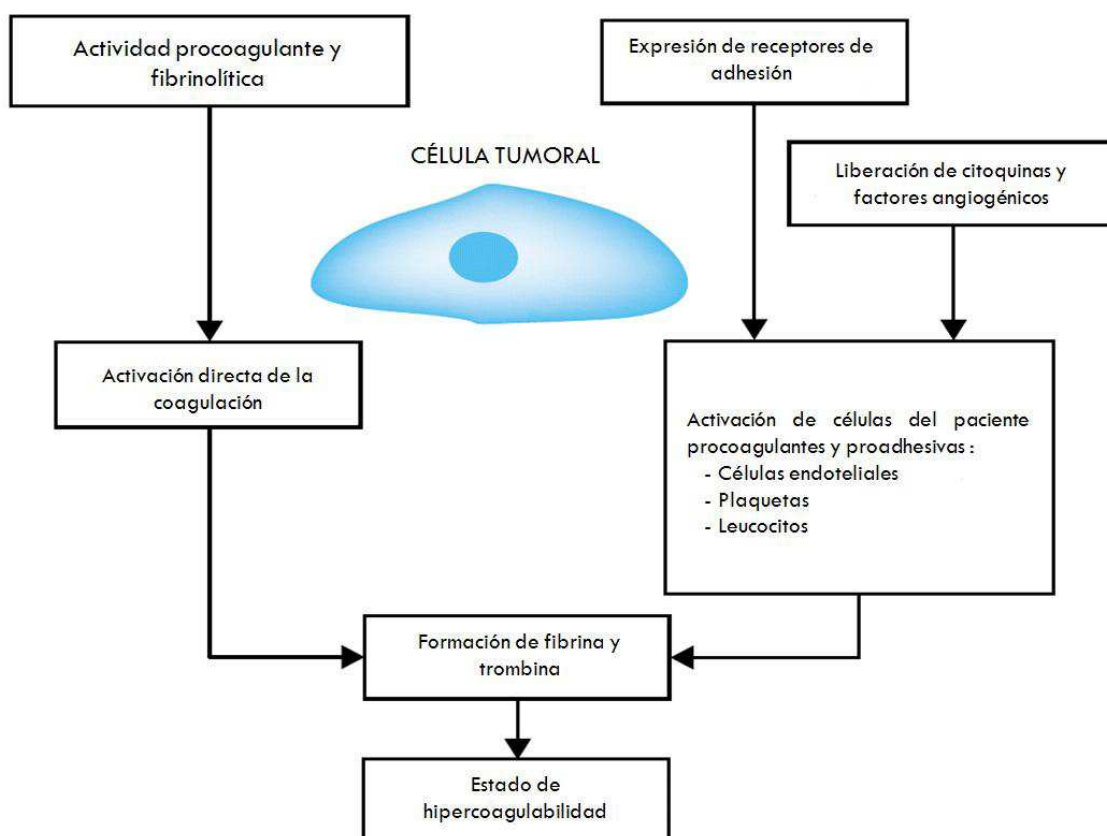 Actividad procoagulante y
fibrinolítica
Expresión de receptores de
adhesión
CÉLULA TUMORAL
Liberación de citoquinas y
factores angiogénicos
Activación directa de la
coagulación
Activación de células del paciente
procoagulantes y proadhesivas :
- Células endoteliales
- Plaquetas
- Leucocitos
Formación de fibrina y
trombina
Estado de
hipercoagulabilidad